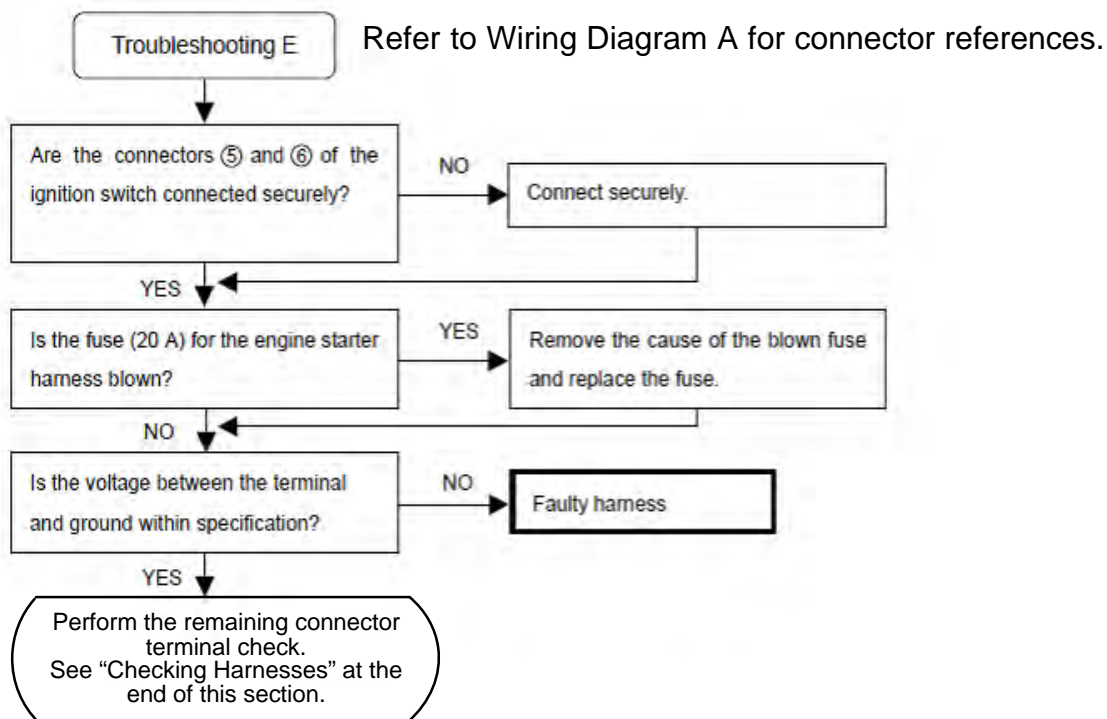 Troubleshooting E
Refer to Wiring Diagram A for connector references.
Are the connectors ⑤ and ⑥ of the
ignition switch connected securely?
NO
Connect securely.
YES
Is the fuse (20 A) for the engine starter
harness blown?
YES
Remove the cause of the blown fuse
and replace the fuse.
NO
Is the voltage between the terminal
and ground within specification?
NO
Faulty harness
YES
Perform the remaining connector
terminal check.
See “Checking Harnesses” at the
end of this section.